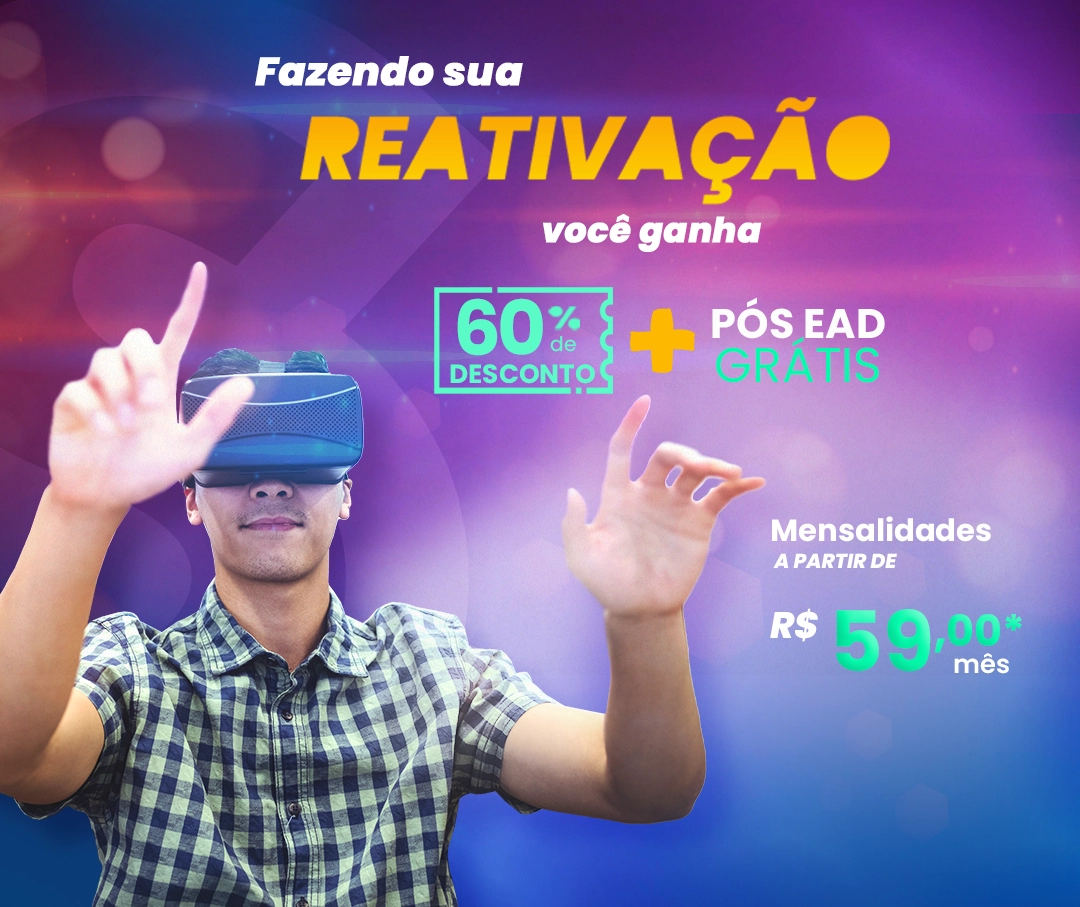 Fazendo sua
REATIVAÇÃO
você ganha
60%
de
DESCONTO
PÓS EAD
GRÁTIS
Mensalidades
A PARTIR DE
R$ 59,00*
mês